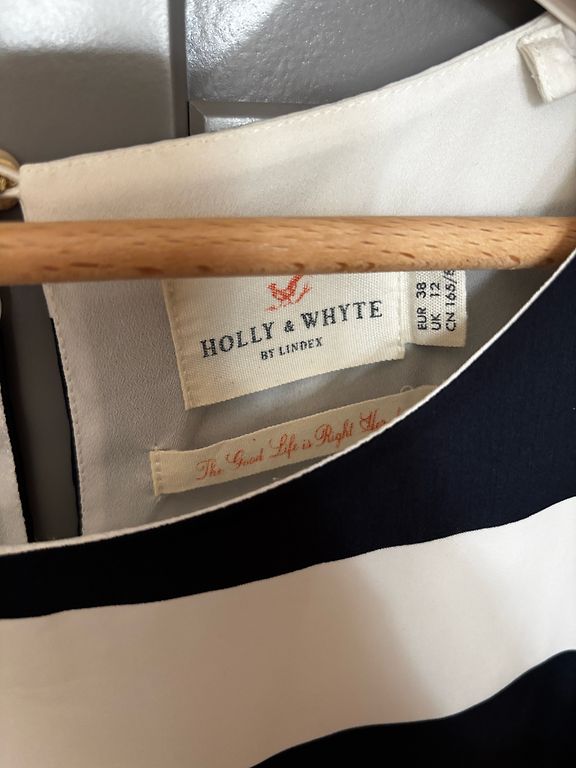 HOLLY & WHYTE
BY LINDEX
EUR 38
UK 12
CN 165/
The Good Life is Right